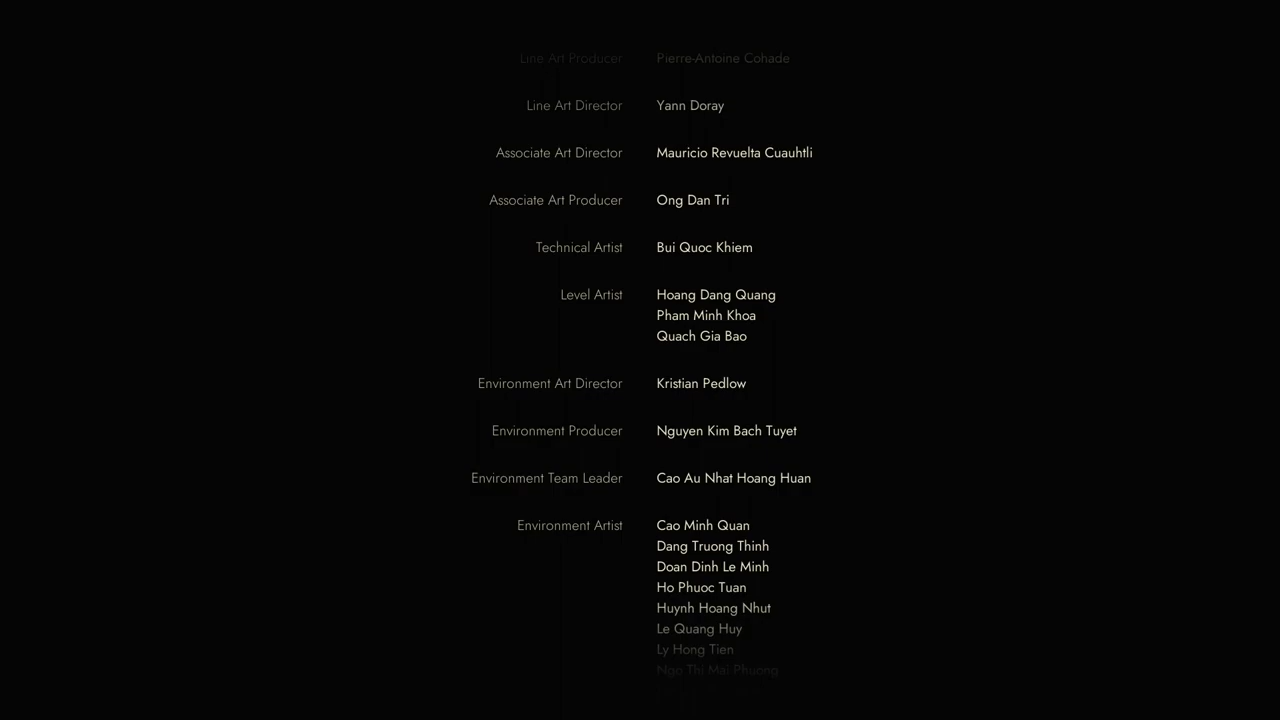 Line Art Producer Pierre-Antoine Cohade
Line Art Director Yann Doray
Associate Art Director Mauricio Revuelta Cuauhtli
Associate Art Producer Ong Dan Tri
Technical Artist Bui Quoc Khiem
Level Artist Hoang Dang Quang
Pham Minh Khoa
Quach Gia Bao
Environment Art Director Kristian Pedlow
Environment Producer Nguyen Kim Bach Tuyet
Environment Team Leader Cao Au Nhat Hoang Huan
Environment Artist Cao Minh Quan
Dang Truong Thinh
Doan Dinh Le Minh
Ho Phuoc Tuan
Huynh Hoang Nhut
Le Quang Huy
Ly Hong Tien
Ngo Thi Mai Phuong